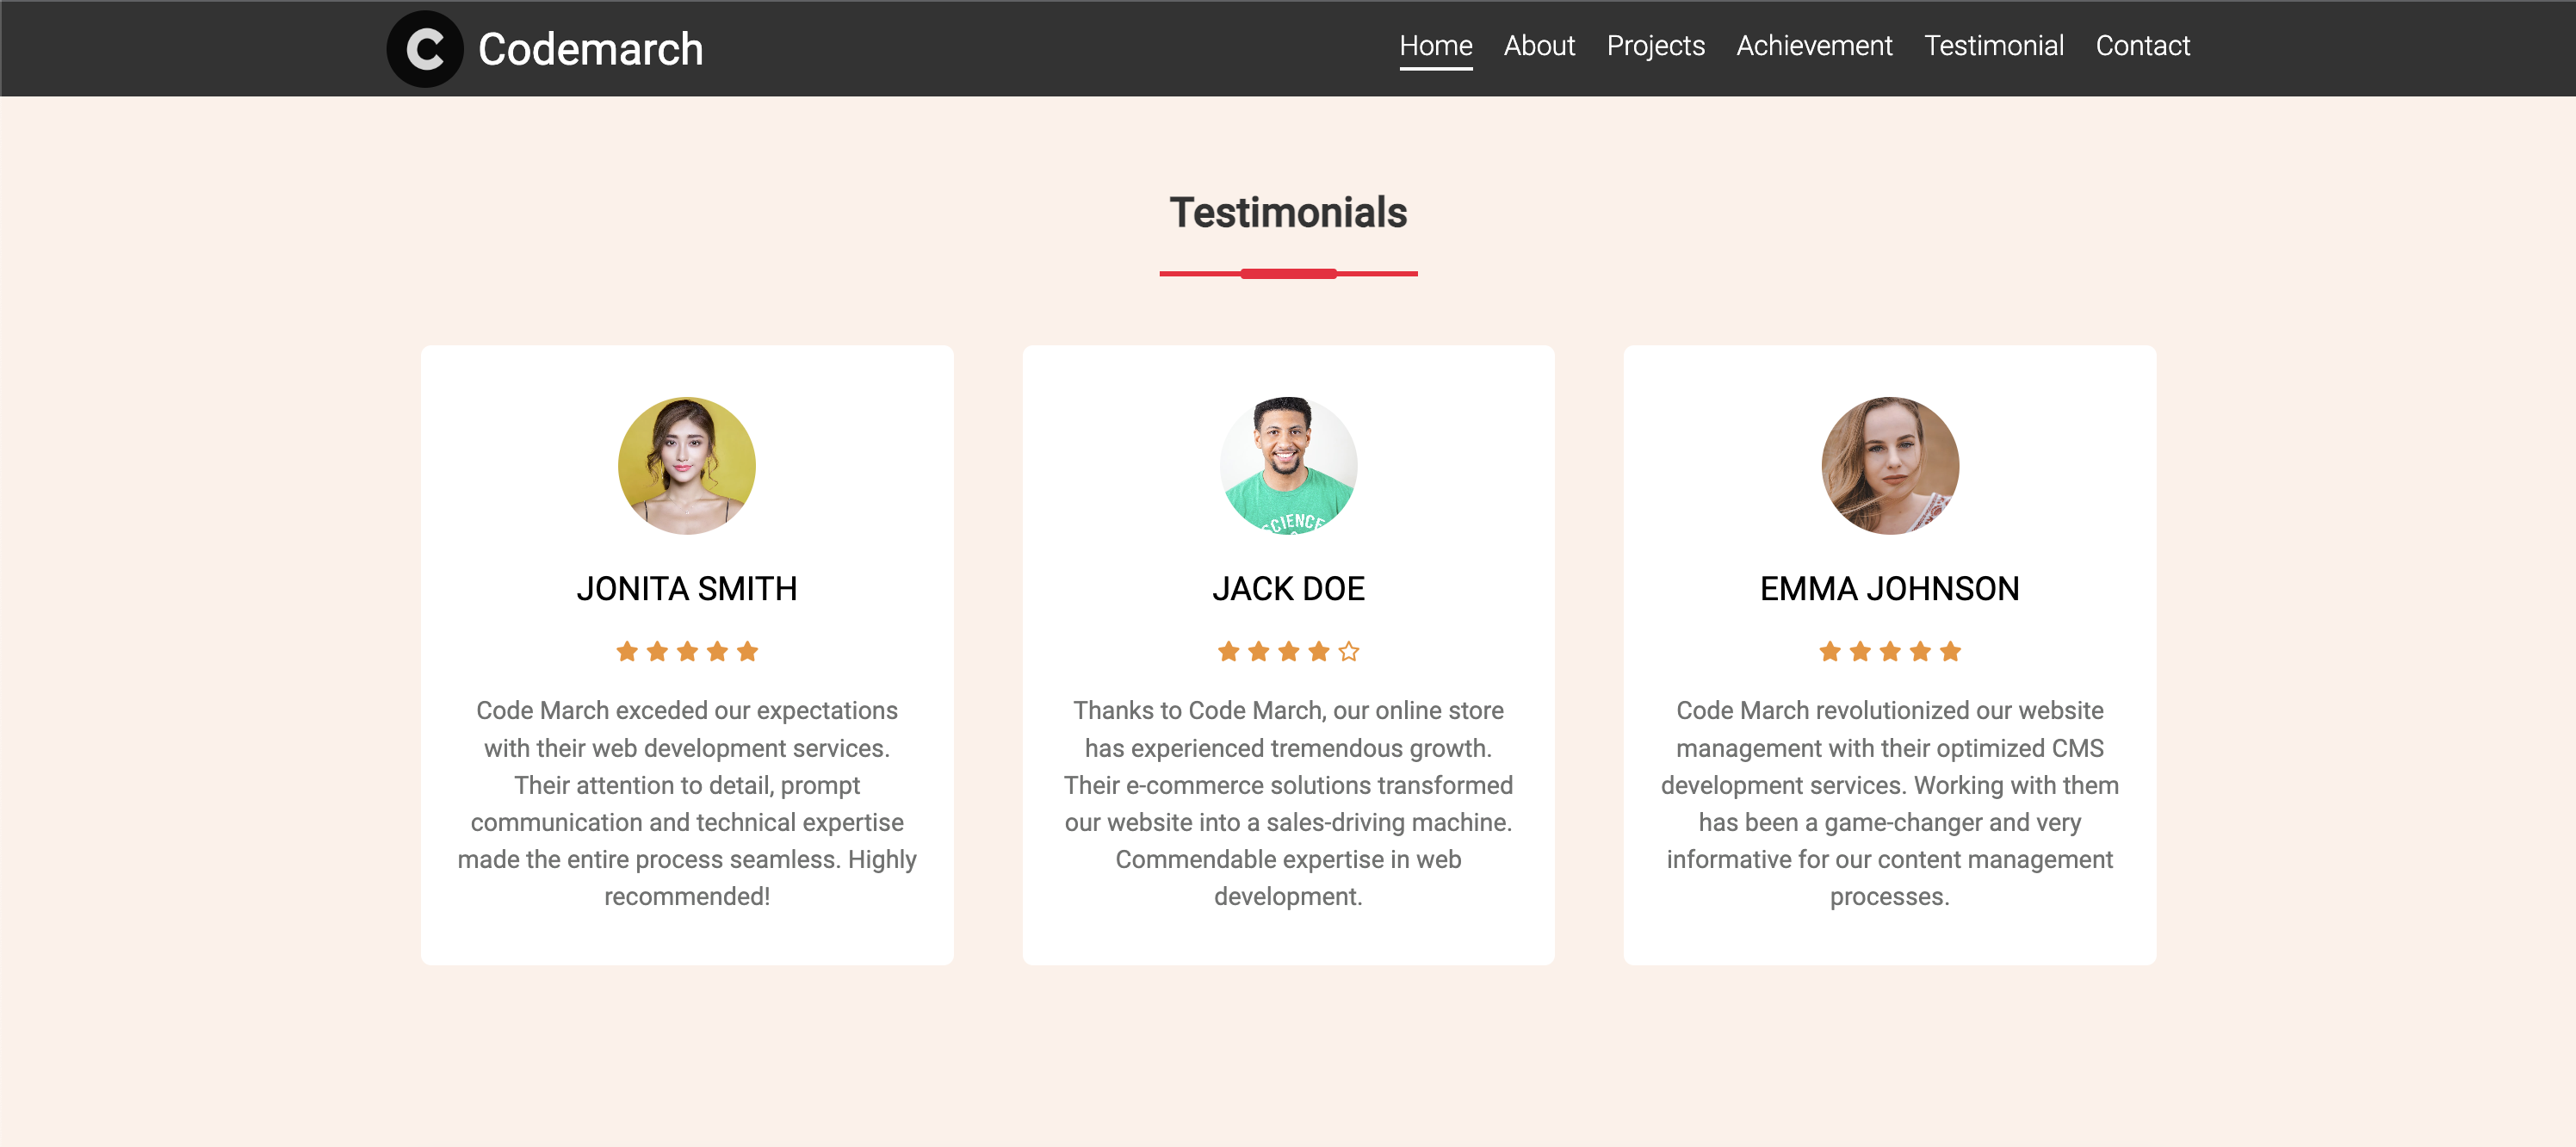 Codemarch
Home About Projects Achievement Testimonial Contact
Testimonials
JONITA SMITH
Code March exceded our expectations
with their web development services.
Their attention to detail, prompt
communication and technical expertise
made the entire process seamless. Highly
recommended!
SCIENCE
JACK DOE
Thanks to Code March, our online store
has experienced tremendous growth.
Their e-commerce solutions transformed
our website into a sales-driving machine.
Commendable expertise in web
development.
EMMA JOHNSON
Code March revolutionized our website
management with their optimized CMS
development services. Working with them
has been a game-changer and very
informative for our content management
processes.